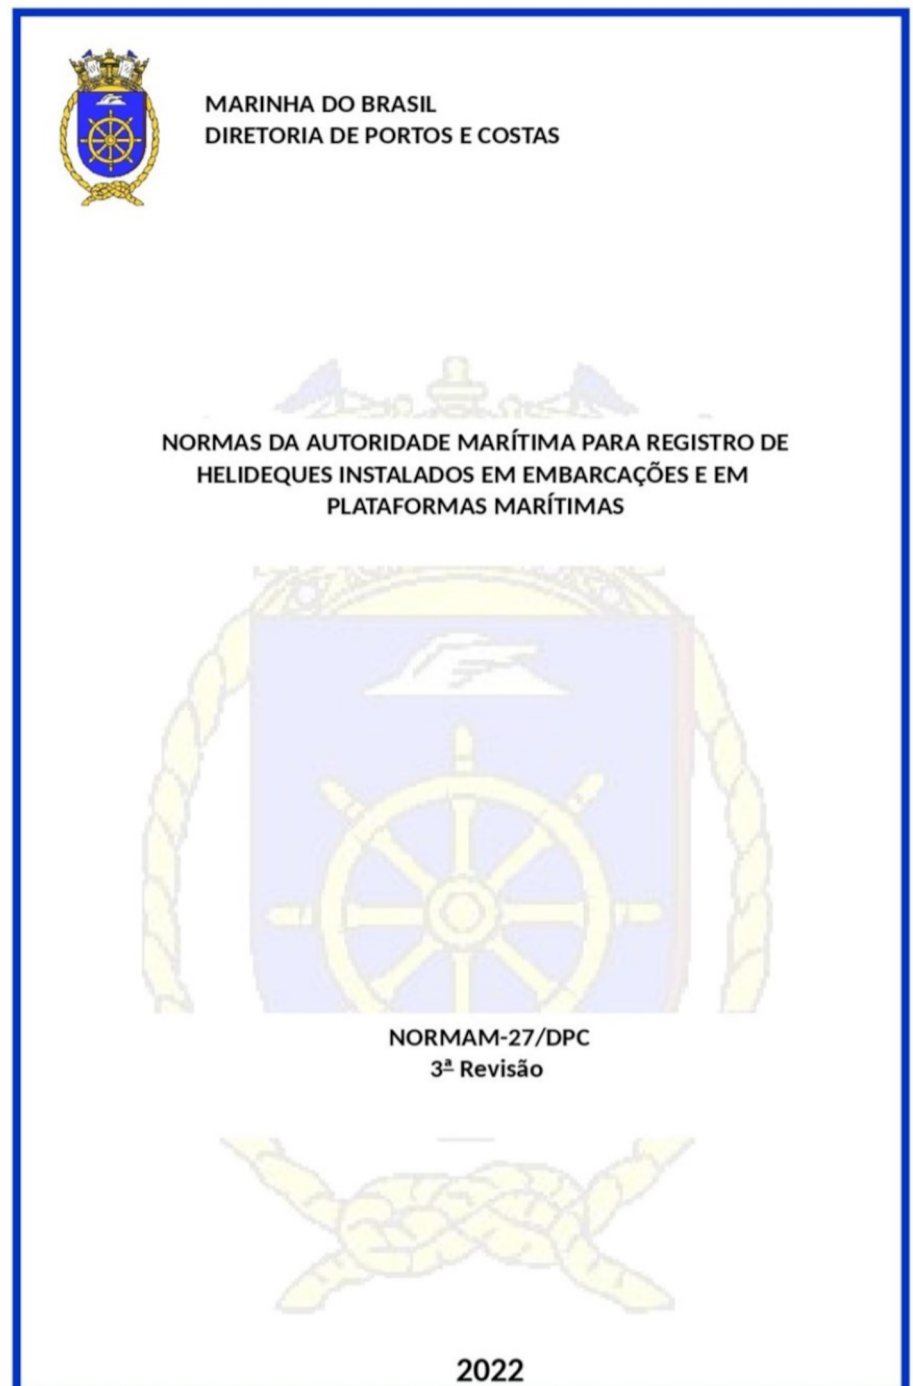 MARINHA DO BRASIL
DIRETORIA DE PORTOS E COSTAS
NORMAS DA AUTORIDADE MARÍTIMA PARA REGISTRO DE
HELIDEQUES INSTALADOS EM EMBARCAÇÕES E EM
PLATAFORMAS MARÍTIMAS
NORMAM-27/DPC
3ª Revisão
2022